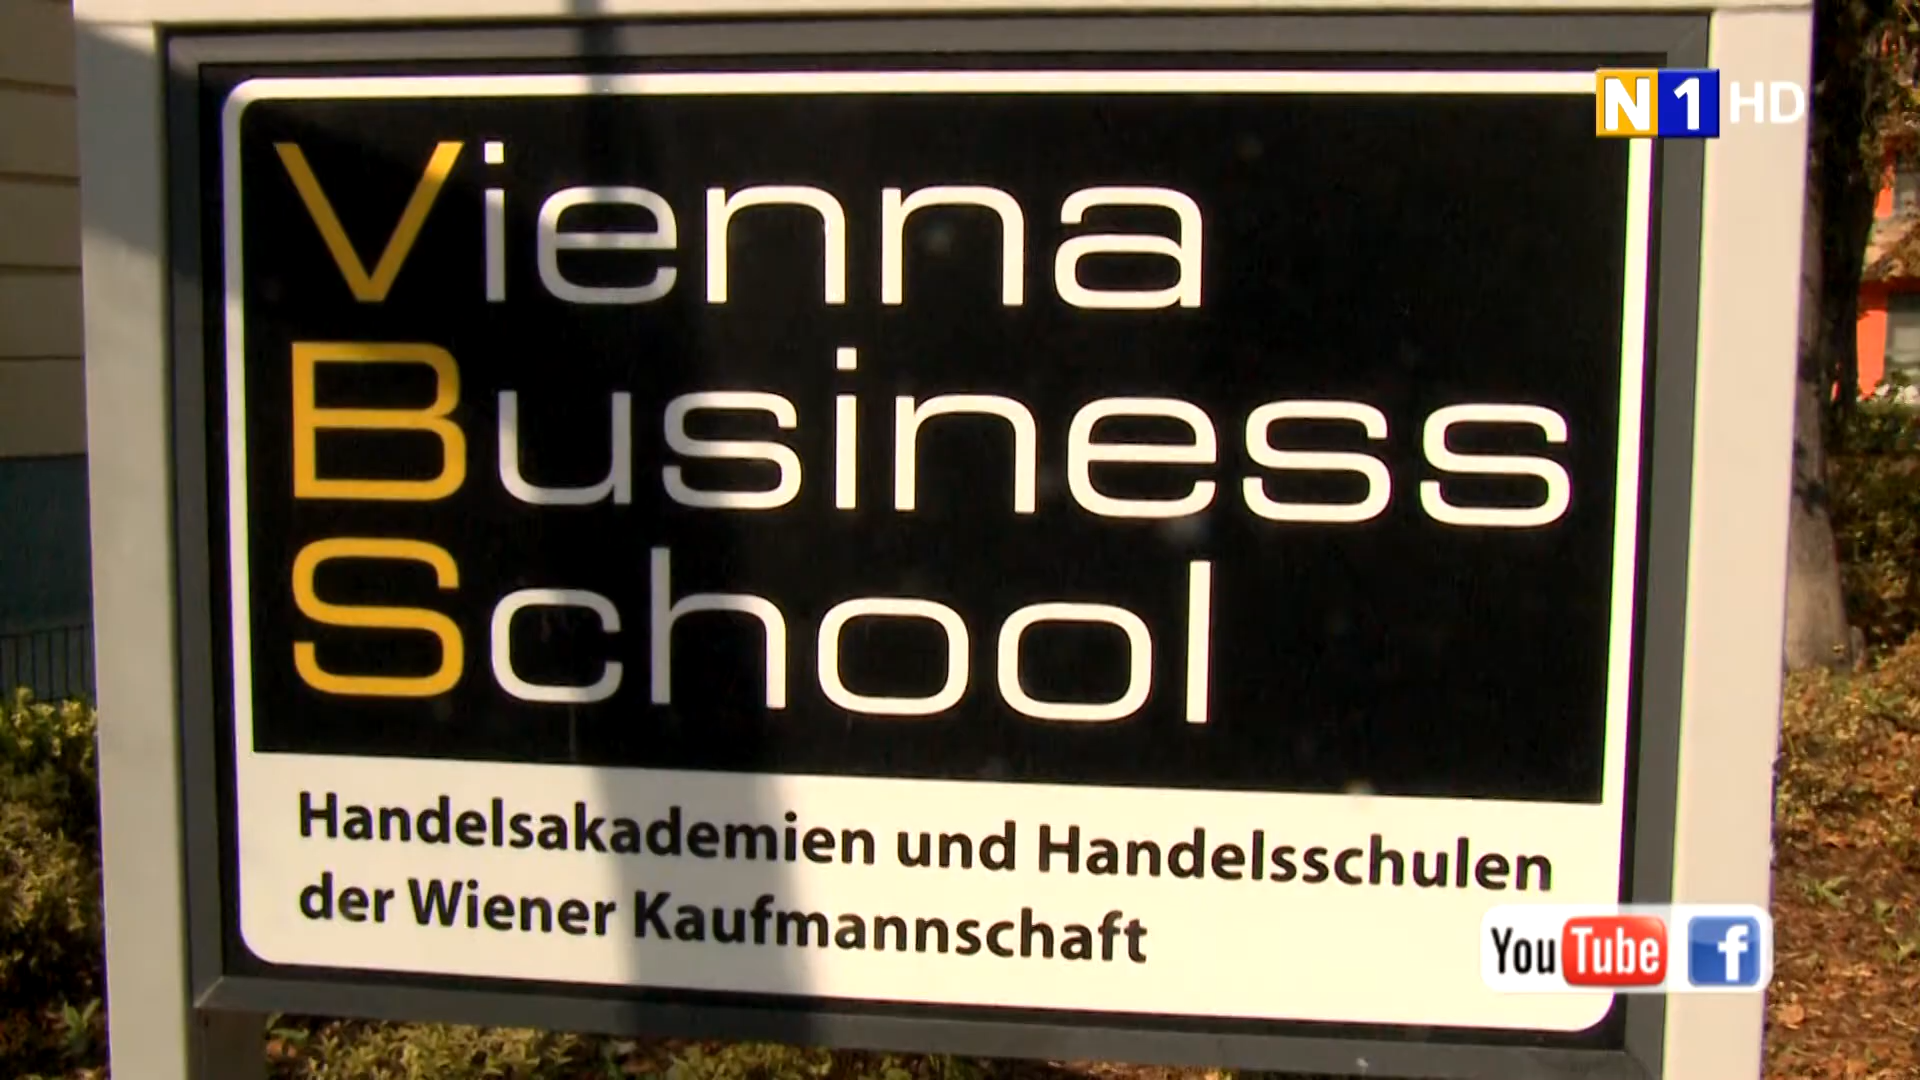 N1 HD
Vienna
Business
School
Handelsakademien und Handelsschulen
der Wiener Kaufmannschaft
YouTube f